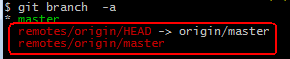 $ git branch -a
* master
remotes/origin/HEAD -> origin/master
remotes/origin/master